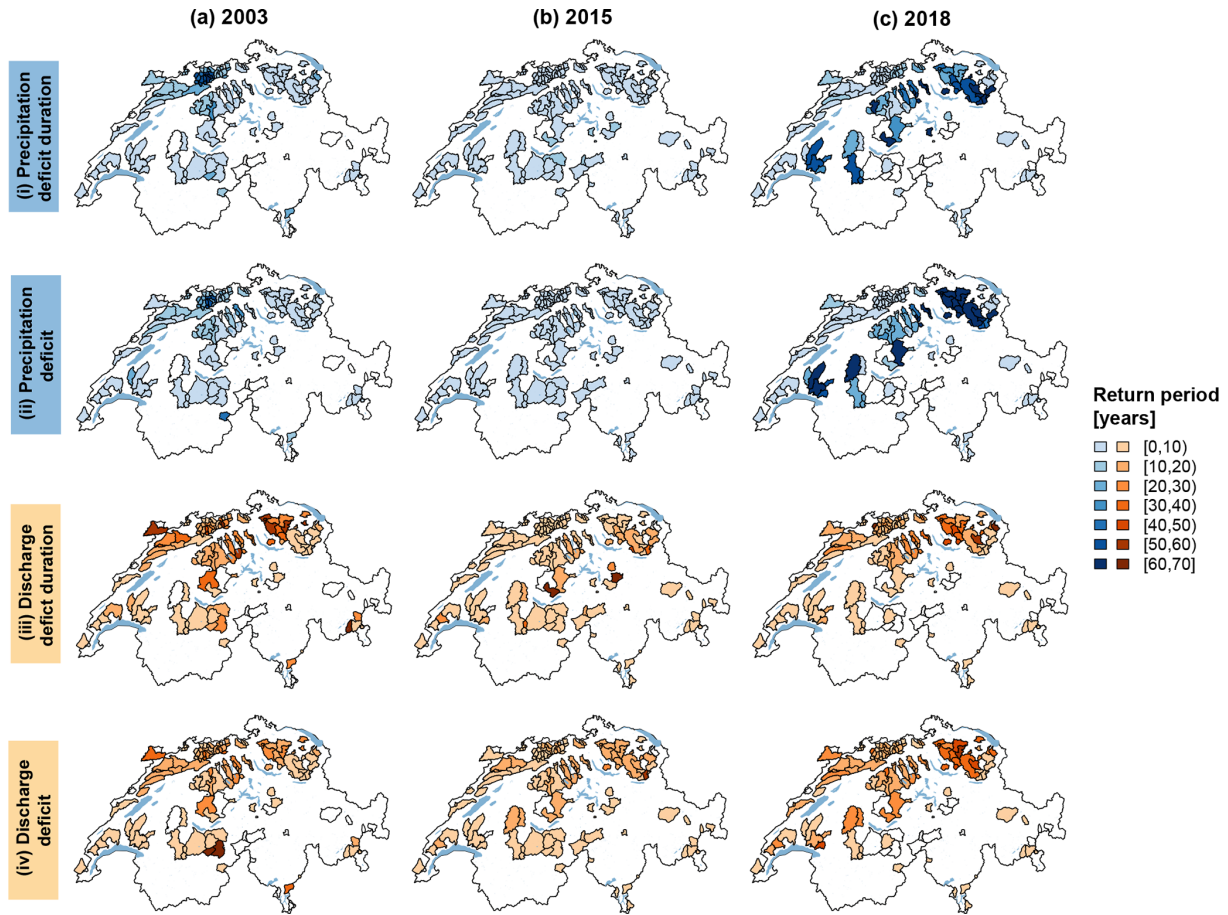 (a) 2003
(b) 2015
(c) 2018
(i) Precipitation
deficit duration
(ii) Precipitation
deficit
(iii) Discharge
defict duration
(iv) Discharge
deficit
Return period
[years]
[0,10)
[10,20)
[20,30)
[30,40)
[40,50)
[50,60)
[60,70]